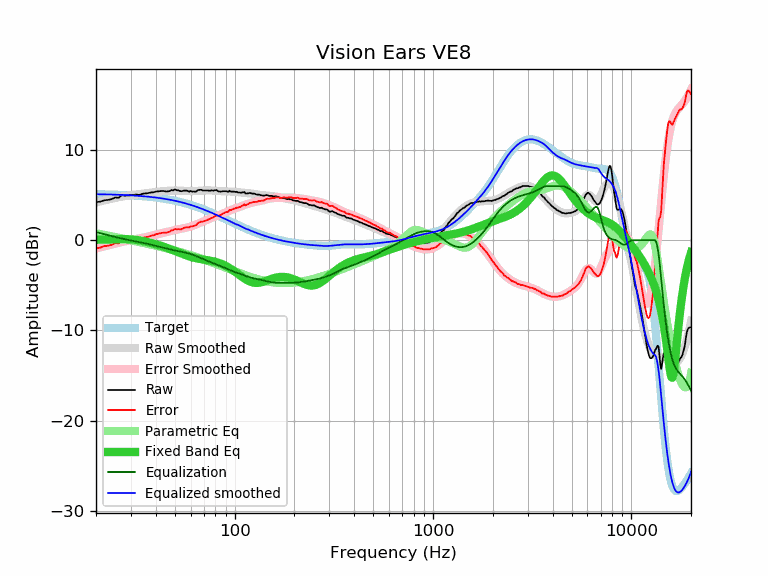 Vision Ears VE8
Amplitude (dBr)
10
0
−10
−20
−30
Target
Raw Smoothed
Error Smoothed
Raw
Error
Parametric Eq
Fixed Band Eq
Equalization
Equalized smoothed
100
1000
10000
Frequency (Hz)